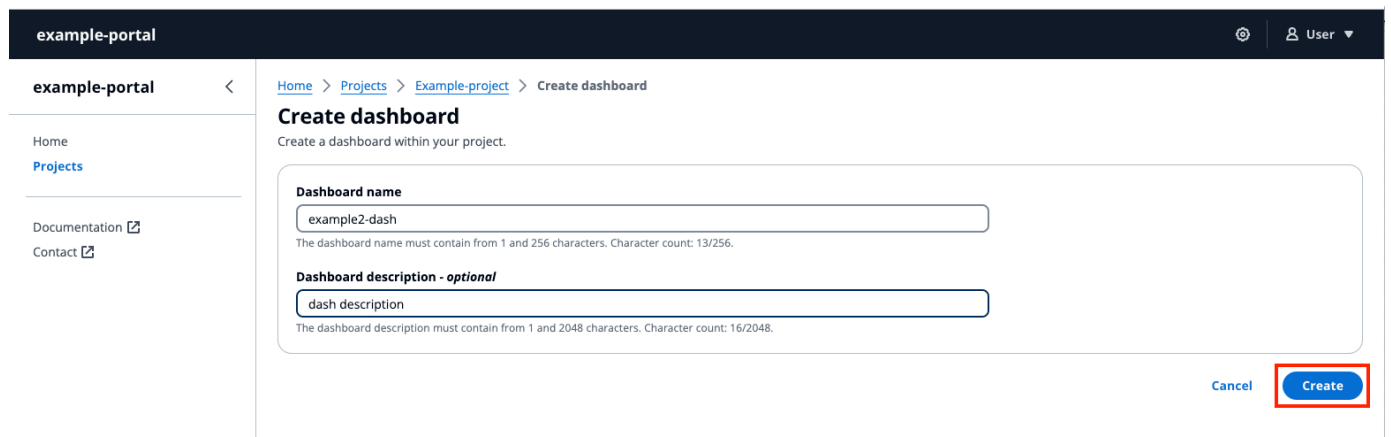 example-portal
User
example-portal
Home
Projects
Documentation
Contact
Home > Projects > Example-project > Create dashboard
Create dashboard
Create a dashboard within your project.
Dashboard name
example2-dash
The dashboard name must contain from 1 and 256 characters. Character count: 13/256.
Dashboard description - optional
dash description
The dashboard description must contain from 1 and 2048 characters. Character count: 16/2048.
Cancel
Create